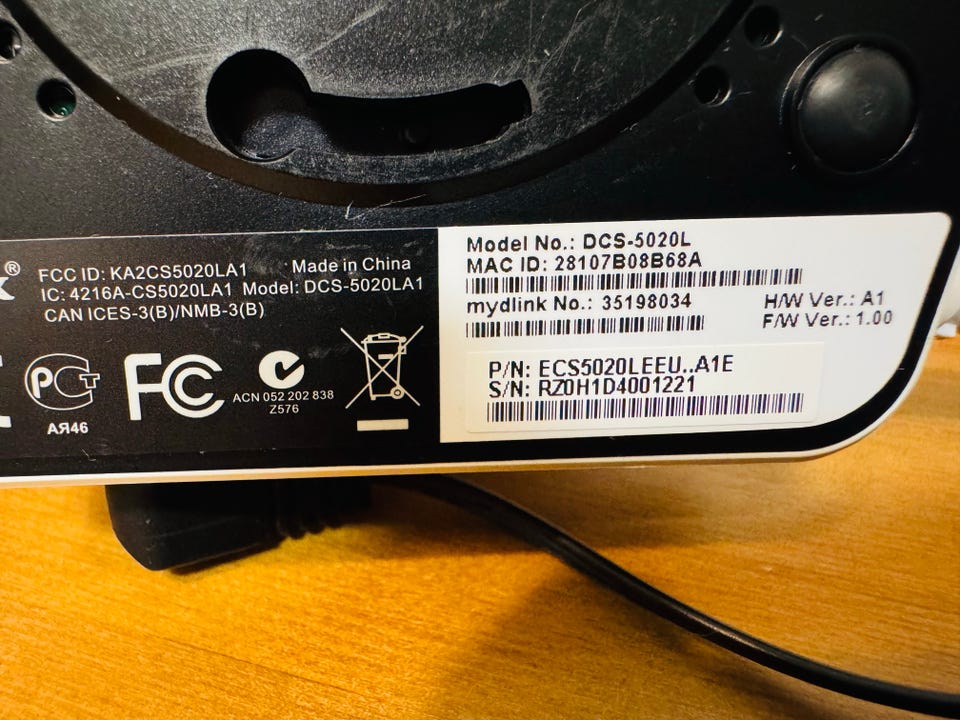 ® FCC ID: KA2CS5020LA1 Made in China
IC: 4216A-CS5020LA1 Model: DCS-5020LA1
CAN ICES-3(B)/NMB-3(B)
FC
ACN 052 202 838
Z576
АЯ46
Model No.: DCS-5020L
MAC ID: 28107B08B68A
mydlink No.: 35198034
H/W Ver.: A1
F/W Ver.: 1.00
P/N: ECS5020LEEU..A1E
S/N: RZ0H1D4001221